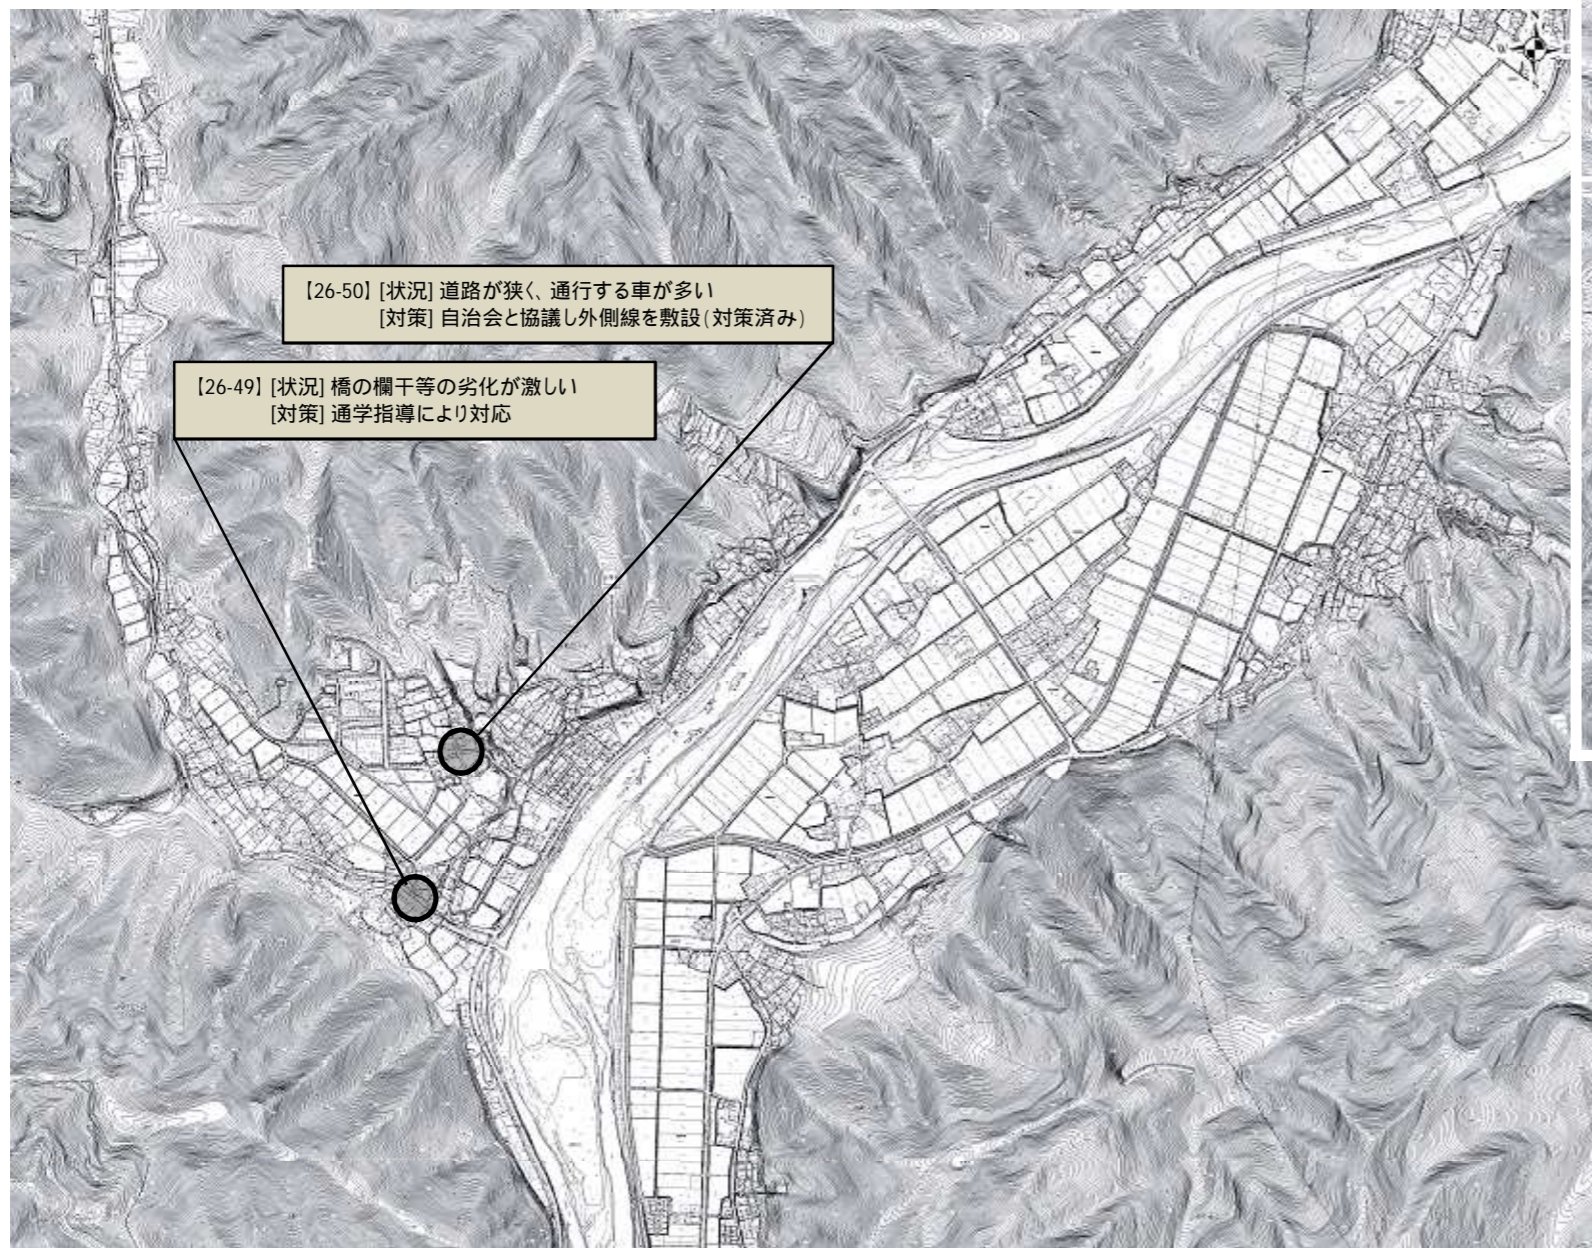 【26-50】 [状況] 道路が狭く、通行する車が多い
[対策] 自治会と協議し外側線を敷設(対策済み)
【26-49】 [状況] 橋の欄干等の劣化が激しい
[対策] 通学指導により対応